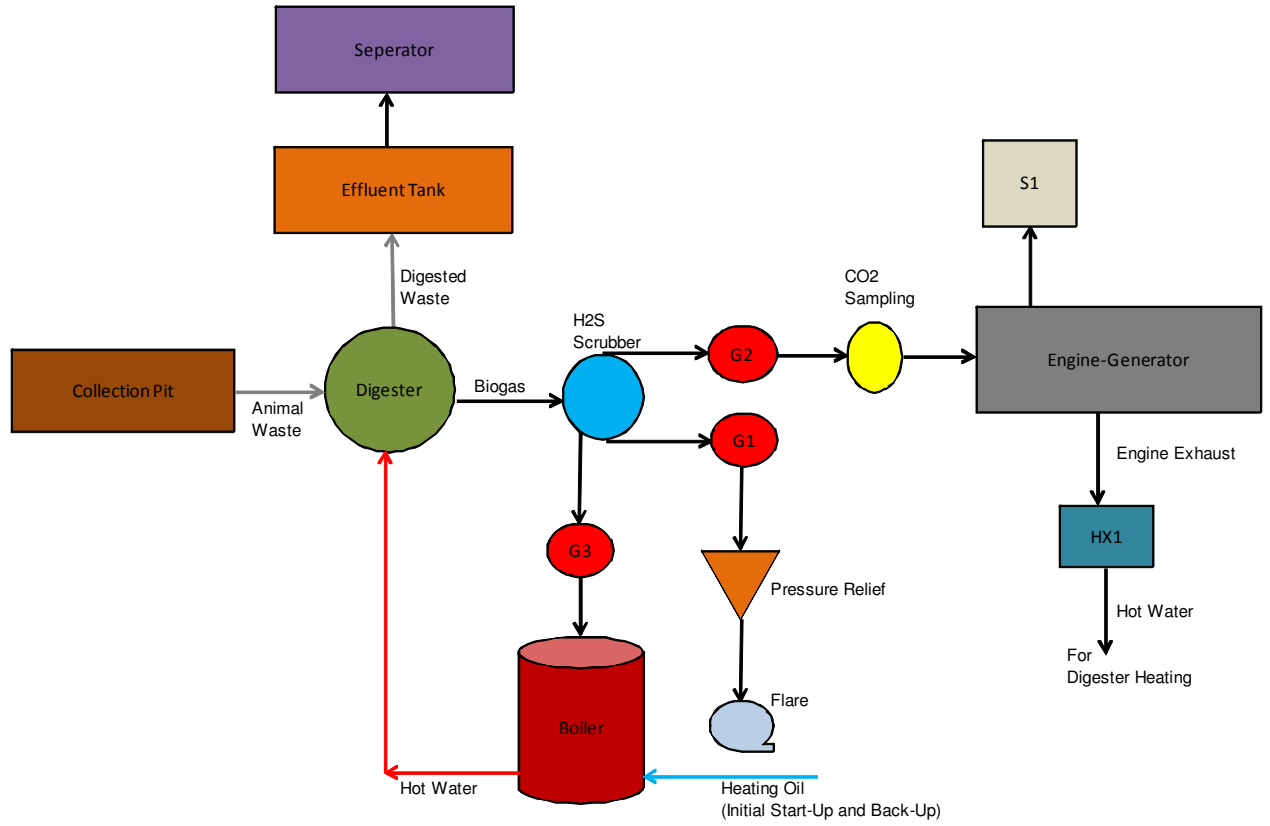 Seperator
Effluent Tank
S1
Digested
Waste
CO2
Sampling
H2S
Scrubber
G2
Engine-Generator
Collection Pit
Digester
Biogas
Animal
Waste
G1
Engine Exhaust
G3
HX1
Pressure Relief
Hot Water
For
Digester Heating
Flare
Boiler
Hot Water
Heating Oil
(Initial Start-Up and Back-Up)